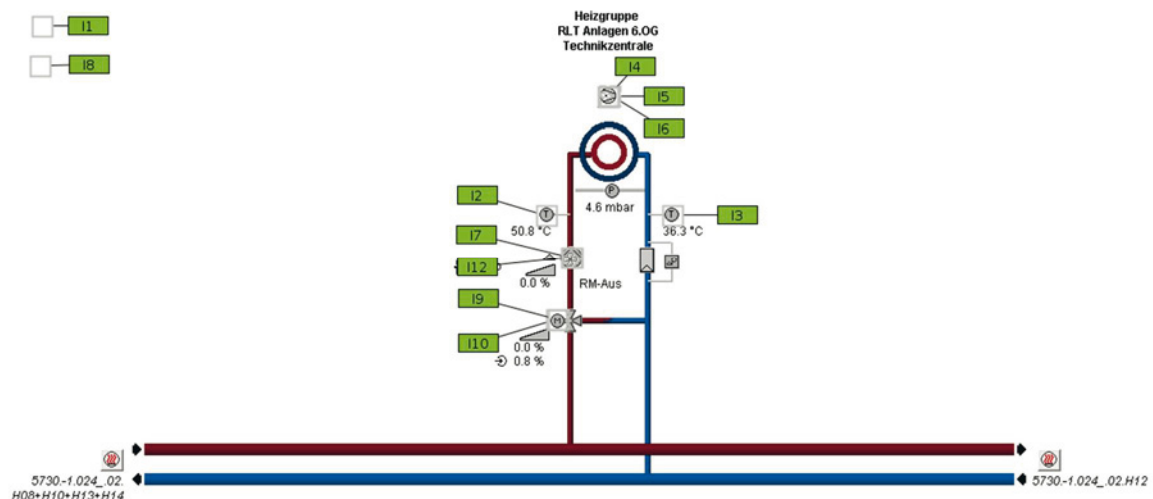 I1
I8
Heizgruppe
RLT Anlagen 6.OG
Technikzentrale
I4
I5
I6
I2
P
4.6 mbar
T
T
I3
50.8 °C
36.3 °C
I7
I12
0.0 %
RM-Aus
I9
M
I10
0.0 %
0.8 %
5730.-1.024_.02.
H08+H10+H13+H14
5730.-1.024_.02.H12